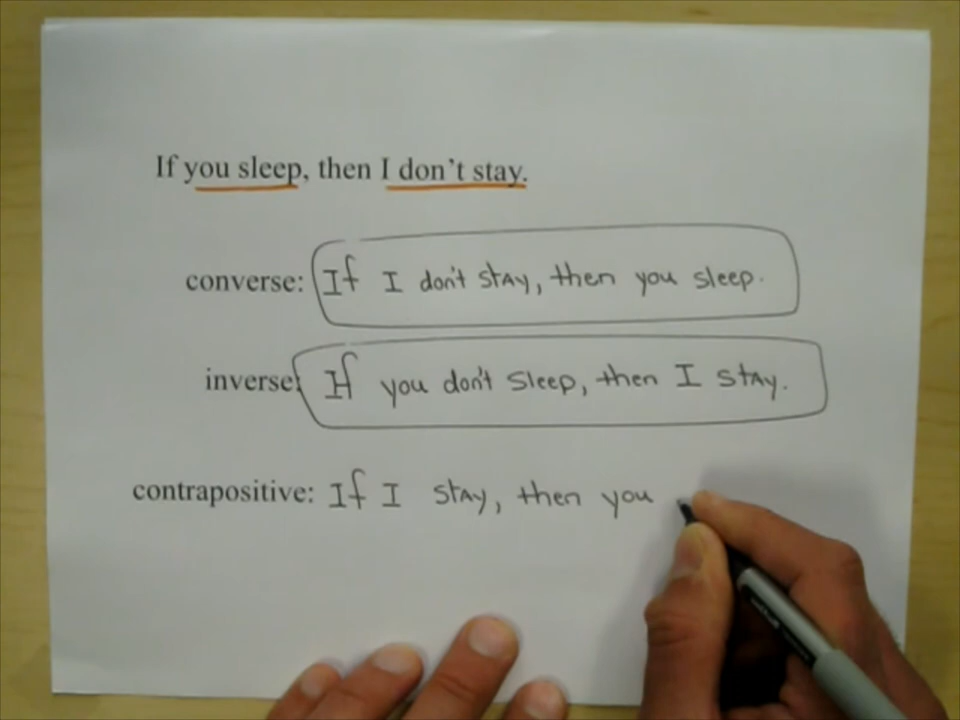 If you sleep, then I don't stay.
converse: If I don't stay, then you sleep.
inverse: If you don't sleep, then I stay.
contrapositive: If I stay, then you